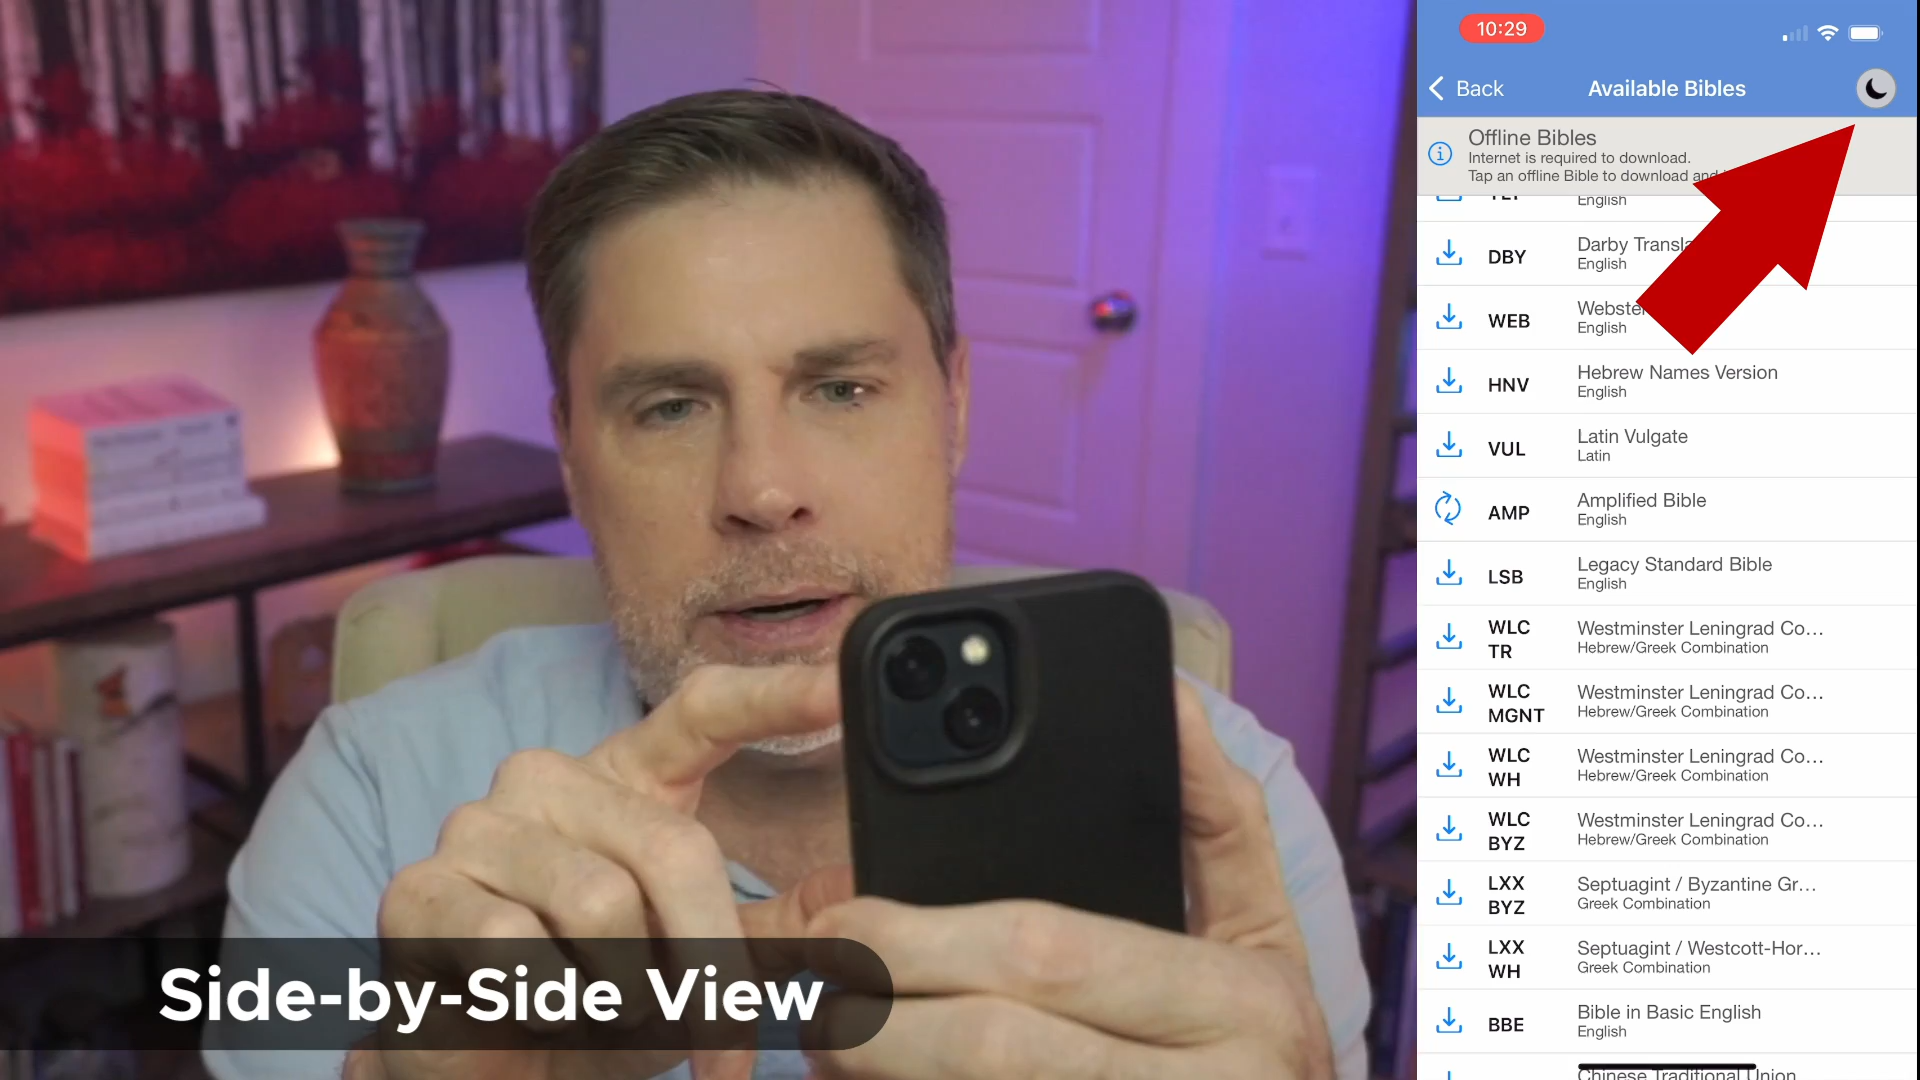 10:29
Back
Available Bibles
Offline Bibles
Internet is required to download.
Tap an offline Bible to download and
English
DBY
Darby Transla
English
WEB
Webster
English
HNV
Hebrew Names Version
English
VUL
Latin Vulgate
Latin
AMP
Amplified Bible
English
LSB
Legacy Standard Bible
English
WLC
TR
Westminster Leningrad Co...
Hebrew/Greek Combination
WLC
MGNT
Westminster Leningrad Co...
Hebrew/Greek Combination
WLC
WH
Westminster Leningrad Co...
Hebrew/Greek Combination
WLC
BYZ
Westminster Leningrad Co...
Hebrew/Greek Combination
LXX
BYZ
Septuagint / Byzantine Gr...
Greek Combination
LXX
WH
Septuagint / Westcott-Hor...
Greek Combination
BBE
Bible in Basic English
English
Chinese Traditional Union
Side-by-Side View